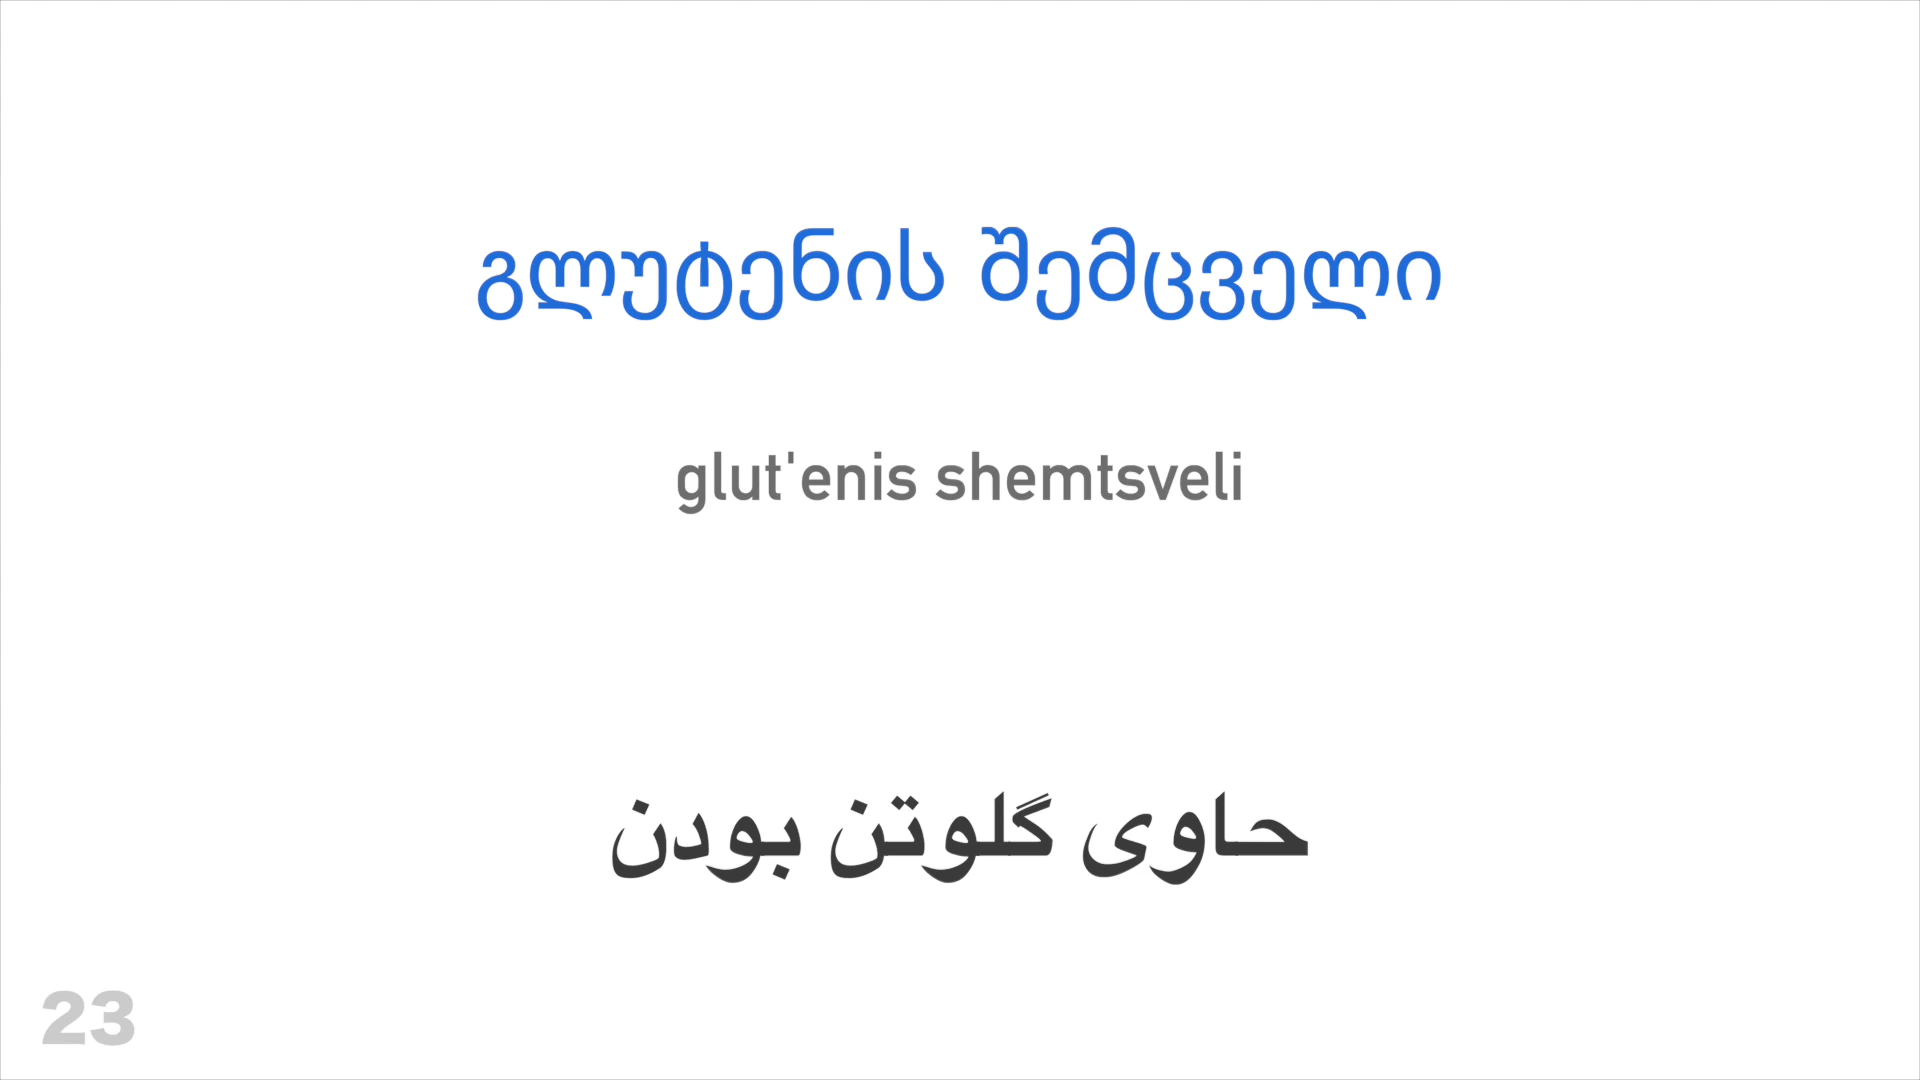 გლუტენის შემცველი
glut'enis shemtsveli
حاوی گلوتن بودن
23